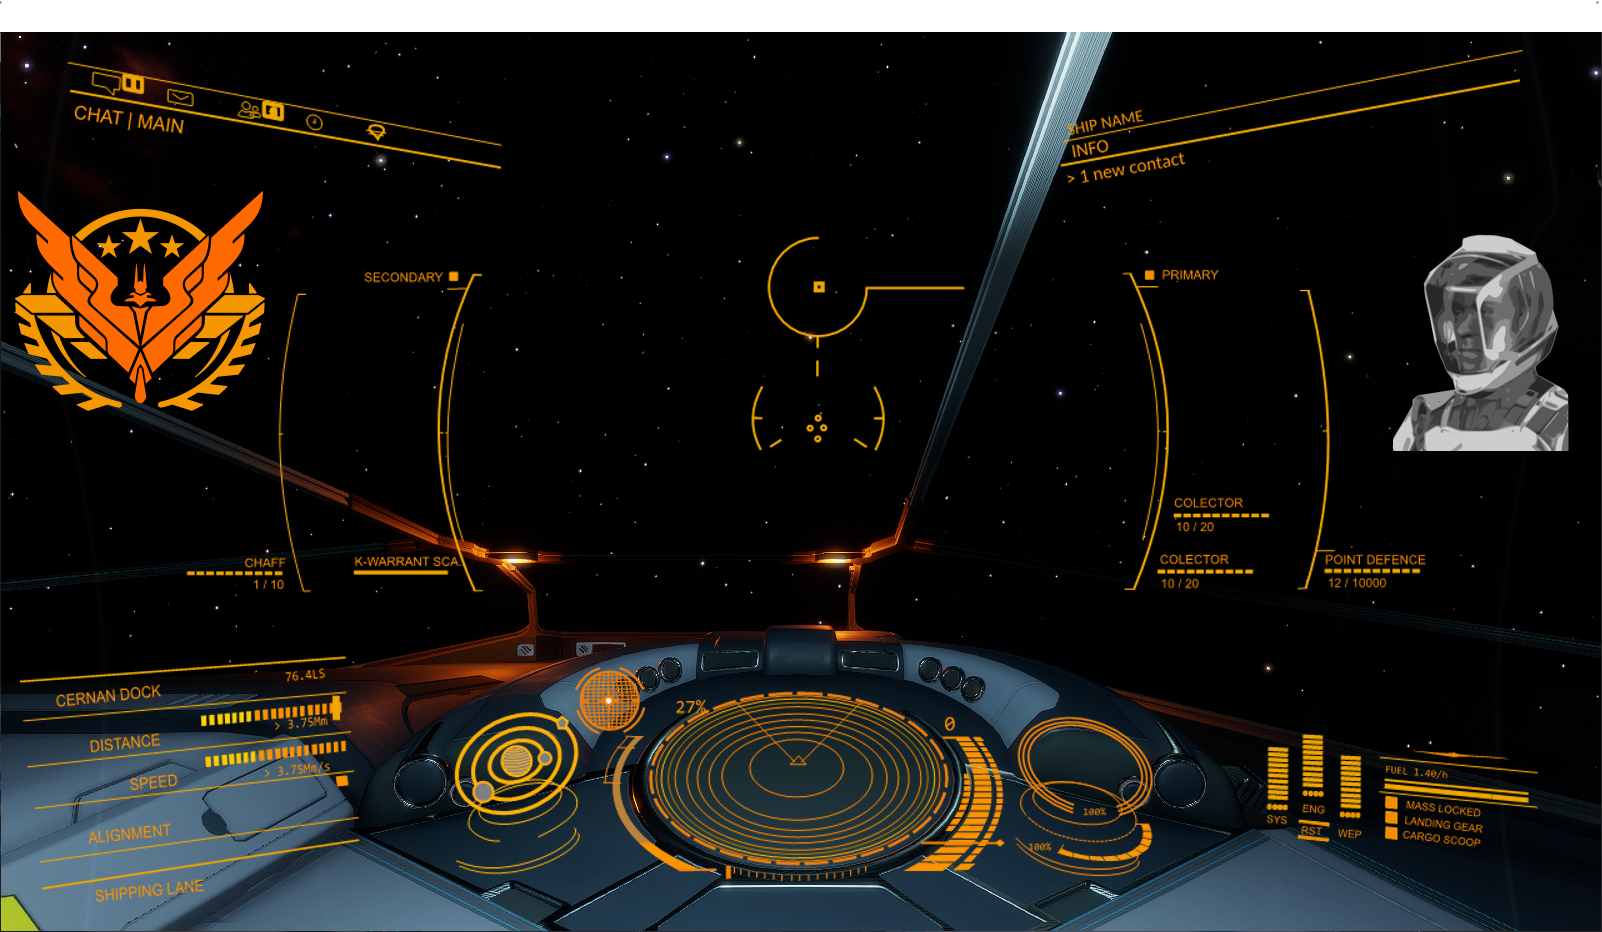 CHAT | MAIN
SHIP NAME
INFO
> 1 new contact
SECONDARY
PRIMARY
COLECTOR
10 / 20
CHAFF
1 / 10
K-WARRANT SCA.
COLECTOR
10 / 20
POINT DEFENCE
12 / 10000
76.4LS
CERNAN DOCK
> 3.75Mm
DISTANCE
> 3.75Mm/s
SPEED
ALIGNMENT
SHIPPING LANE
27%
0
100%
100%
SYS
ENG
RST
WEP
FUEL 1.40/h
MASS LOCKED
LANDING GEAR
CARGO SCOOP